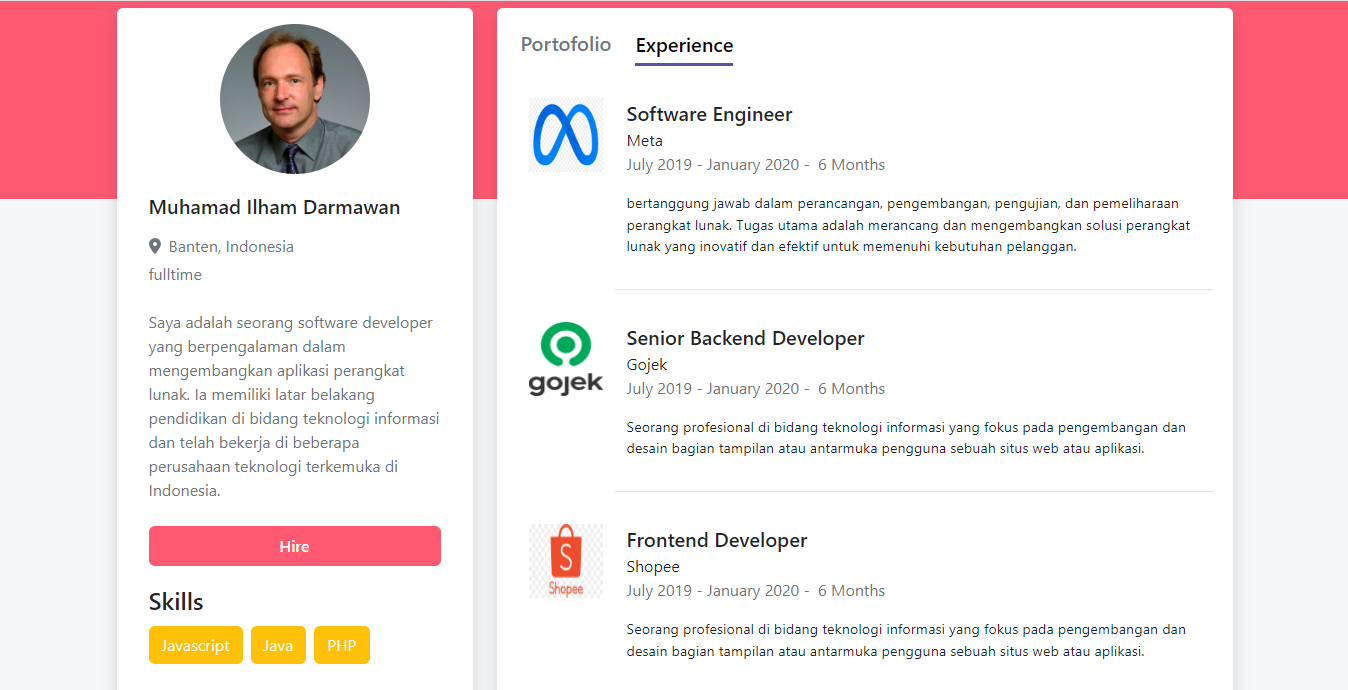 Muhamad Ilham Darmawan
Banten, Indonesia
fulltime
Saya adalah seorang software developer
yang berpengalaman dalam
mengembangkan aplikasi perangkat
lunak. Ia memiliki latar belakang
pendidikan di bidang teknologi informasi
dan telah bekerja di beberapa
perusahaan teknologi terkemuka di
Indonesia.
Hire
Skills
Javascript Java PHP
Portofolio Experience
Software Engineer
Meta
July 2019 - January 2020 - 6 Months
bertanggung jawab dalam perancangan, pengembangan, pengujian, dan pemeliharaan
perangkat lunak. Tugas utama adalah merancang dan mengembangkan solusi perangkat
lunak yang inovatif dan efektif untuk memenuhi kebutuhan pelanggan.
gojek
Senior Backend Developer
Gojek
July 2019 - January 2020 - 6 Months
Seorang profesional di bidang teknologi informasi yang fokus pada pengembangan dan
desain bagian tampilan atau antarmuka pengguna sebuah situs web atau aplikasi.
S
Shopee
Frontend Developer
Shopee
July 2019 - January 2020 - 6 Months
Seorang profesional di bidang teknologi informasi yang fokus pada pengembangan dan
desain bagian tampilan atau antarmuka pengguna sebuah situs web atau aplikasi.